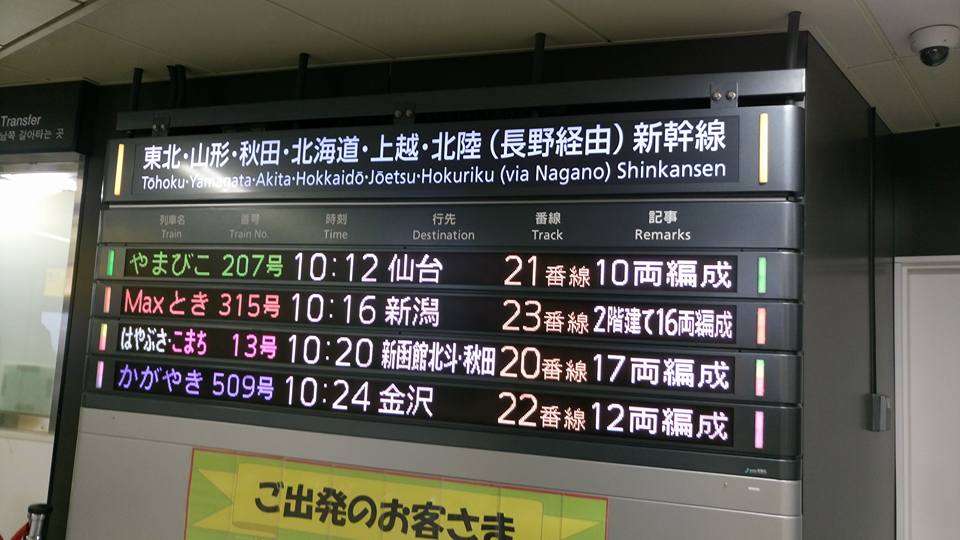 Transfer
갈아타는 곳
東北・山形・秋田・北海道・上越・北陸（長野経由）新幹線
Tōhoku·Yamagata·Akita·Hokkaidō·Jōetsu·Hokuriku (via Nagano) Shinkansen
列車名 番号 時刻 行先 番線 記事
Train Train No. Time Destination Track Remarks
やまびこ 207号 10:12 仙台 21番線 10両編成
Maxとき 315号 10:16 新潟 23番線 2階建て16両編成
はやぶさ・こまち 13号 10:20 新函館北斗・秋田 20番線 17両編成
かがやき 509号 10:24 金沢 22番線 12両編成
ご出発のお客さま